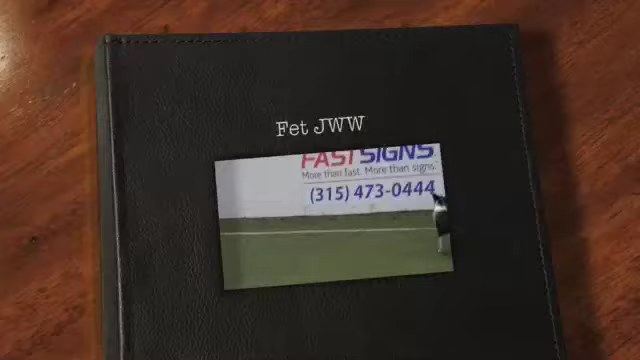 Fet JWW
FASTSIGNS
More than fast. More than signs.
(315) 473-0444